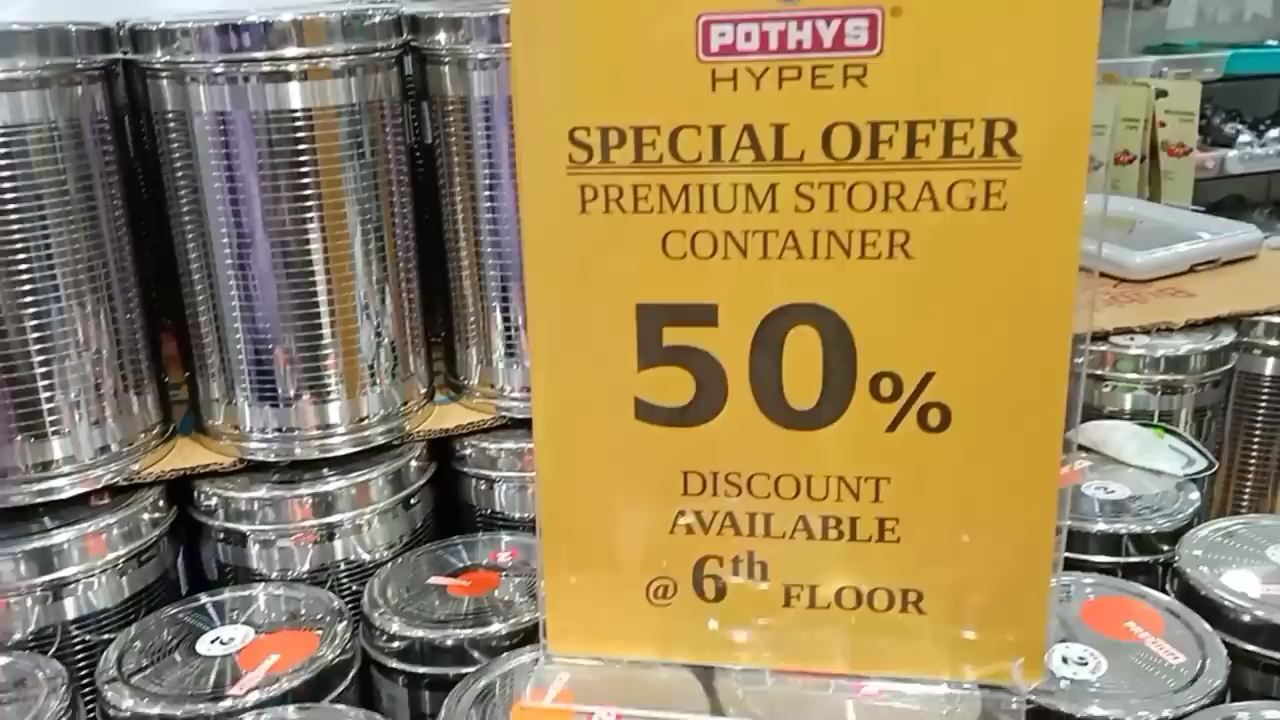 POTHYS
HYPER
SPECIAL OFFER
PREMIUM STORAGE
CONTAINER
50%
DISCOUNT
AVAILABLE
@ 6th FLOOR